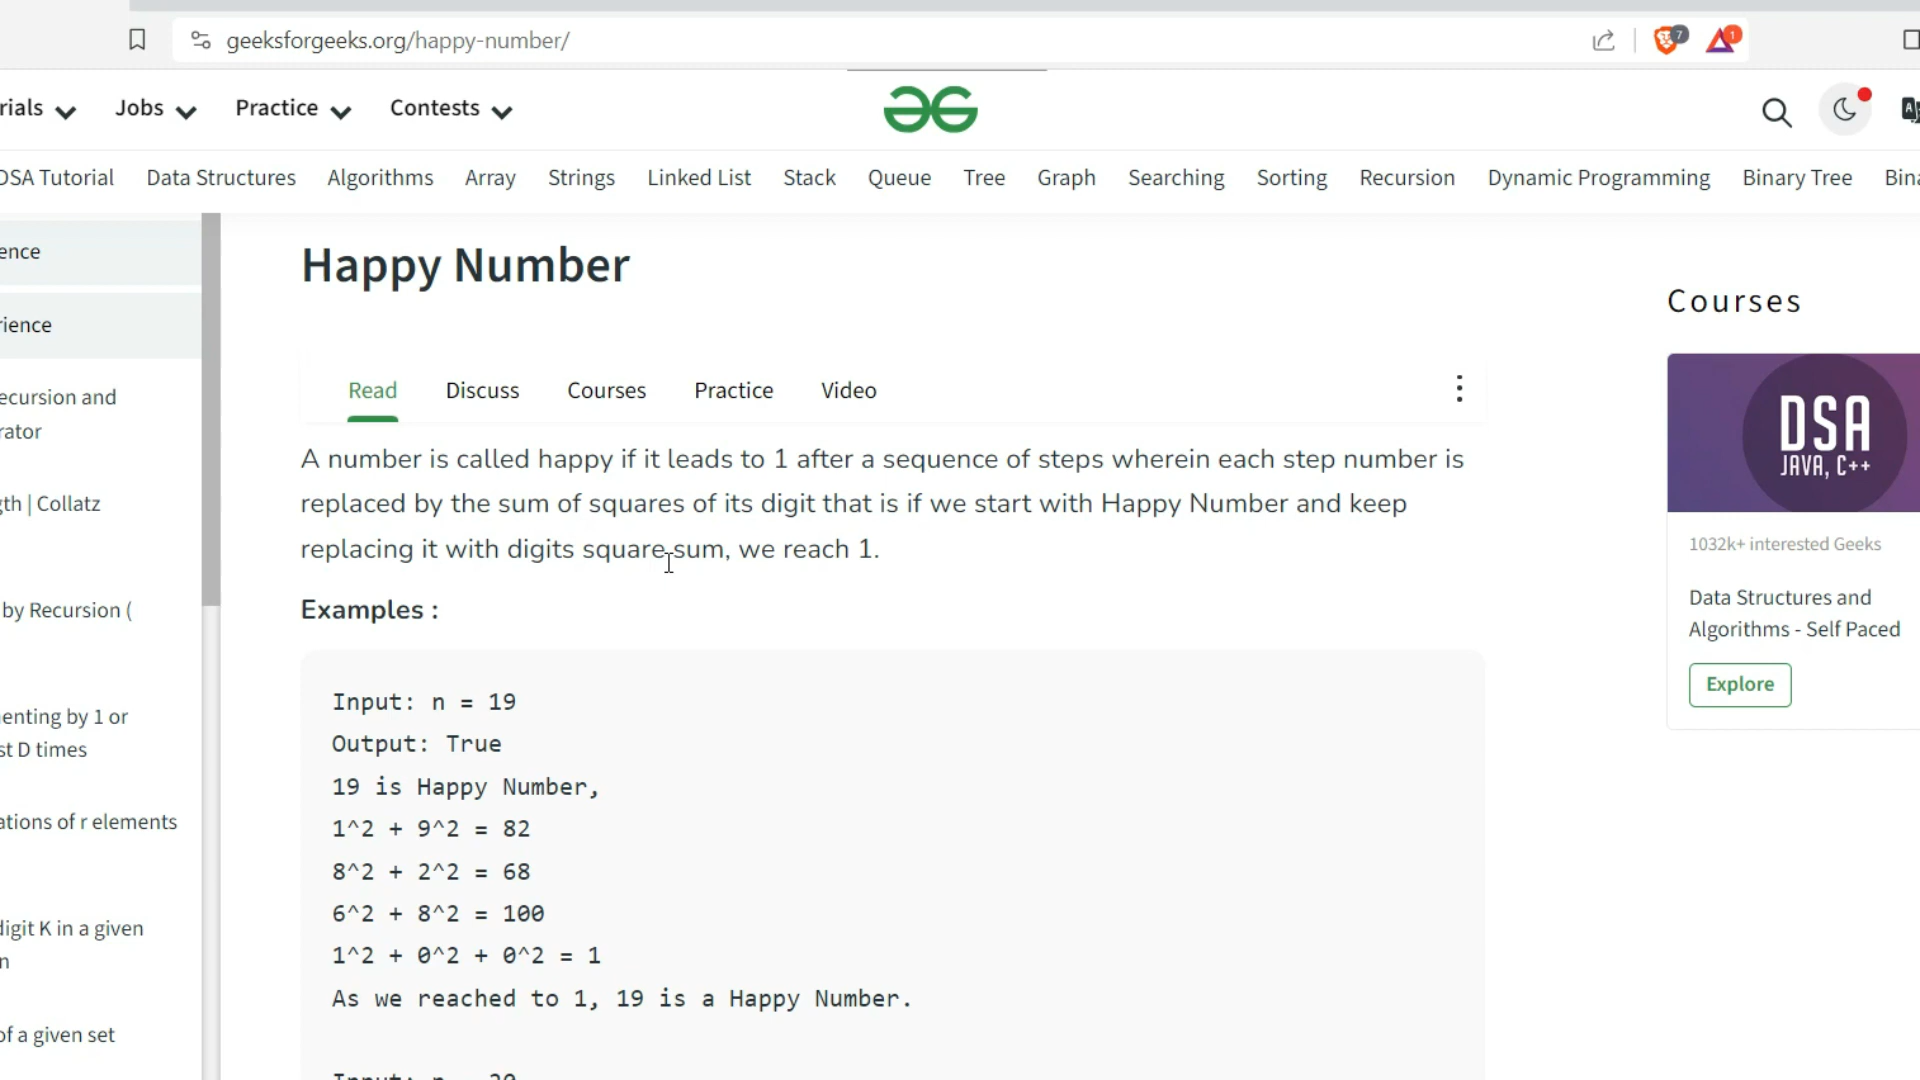 geeksforgeeks.org/happy-number/
7
1
rials Jobs Practice Contests
DSA Tutorial Data Structures Algorithms Array Strings Linked List Stack Queue Tree Graph Searching Sorting Recursion Dynamic Programming Binary Tree Bina
ence
rience
ecursion and
rator
gth | Collatz
by Recursion (
enting by 1 or
st D times
ations of r elements
digit K in a given
n
of a given set
Happy Number
Read Discuss Courses Practice Video
A number is called happy if it leads to 1 after a sequence of steps wherein each step number is
replaced by the sum of squares of its digit that is if we start with Happy Number and keep
replacing it with digits square sum, we reach 1.
Examples :
Input: n = 19
Output: True
19 is Happy Number,
1^2 + 9^2 = 82
8^2 + 2^2 = 68
6^2 + 8^2 = 100
1^2 + 0^2 + 0^2 = 1
As we reached to 1, 19 is a Happy Number.
Input: n = 20
Courses
DSA
JAVA, C++
1032k+ interested Geeks
Data Structures and
Algorithms - Self Paced
Explore